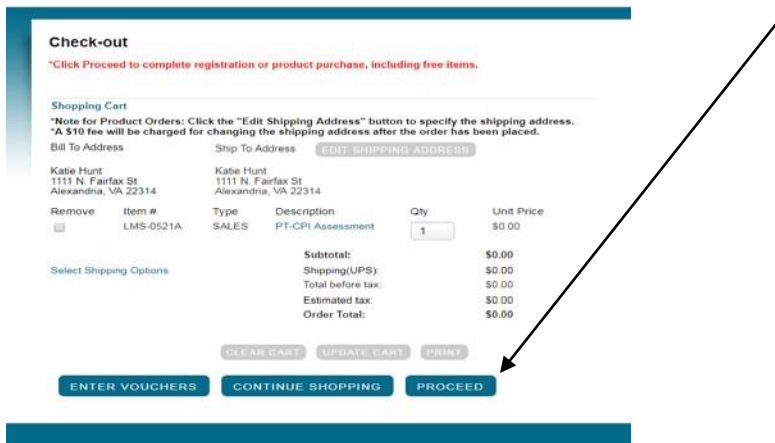 Check-out
*Click Proceed to complete registration or product purchase, including free items.
Shopping Cart
*Note for Product Orders: Click the "Edit Shipping Address" button to specify the shipping address.
*A $10 fee will be charged for changing the shipping address after the order has been placed.
Bill To Address Ship To Address EDIT SHIPPING ADDRESS
Katie Hunt Katie Hunt
1111 N. Fairfax St 1111 N. Fairfax St
Alexandria, VA 22314 Alexandria, VA 22314
Remove Item # Type Description Qty Unit Price
LMS-0521A SALES PT-CPI Assessment 1 $0.00
Subtotal: $0.00
Select Shipping Options Shipping(UPS): $0.00
Total before tax: $0.00
Estimated tax: $0.00
Order Total: $0.00
CLEAR CART UPDATE CART PRINT
ENTER VOUCHERS CONTINUE SHOPPING PROCEED